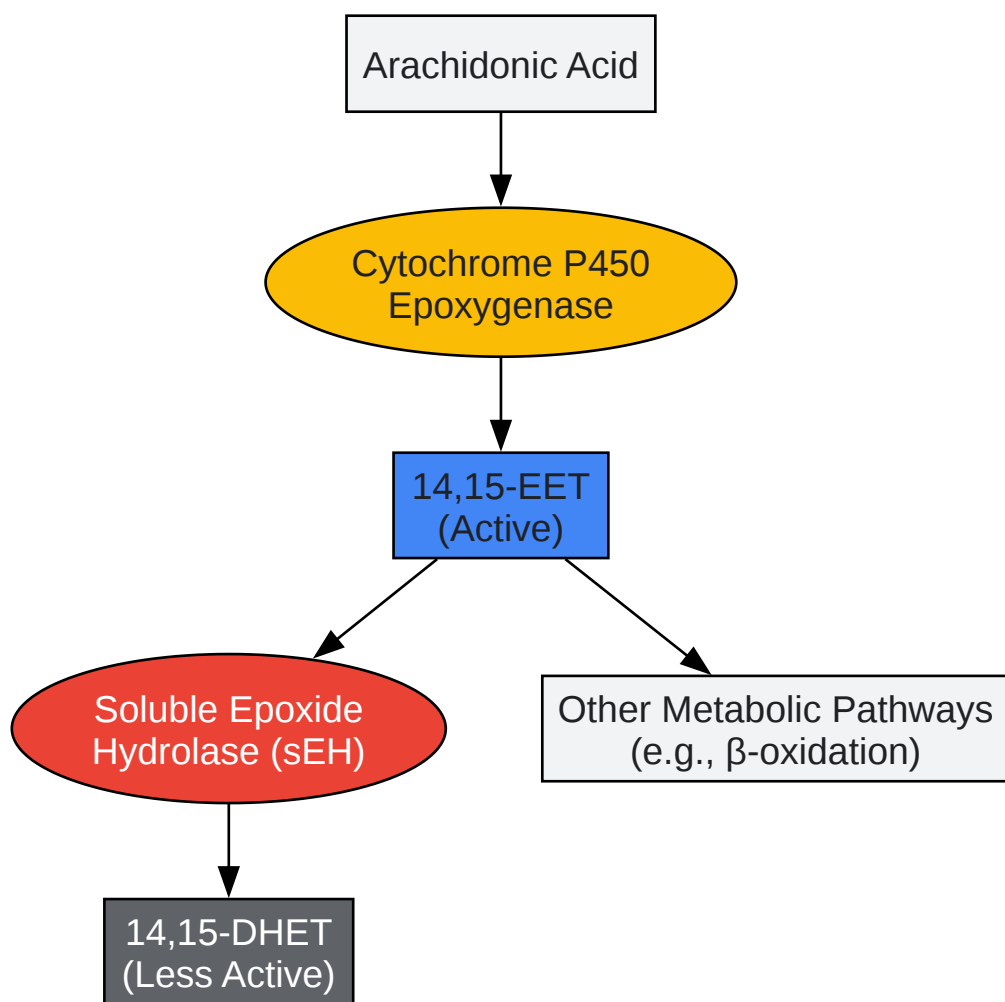 Arachidonic Acid
Cytochrome P450
Epoxygenase
14,15-EET
(Active)
Soluble Epoxide
Hydrolase (sEH)
Other Metabolic Pathways
(e.g., β-oxidation)
14,15-DHET
(Less Active)